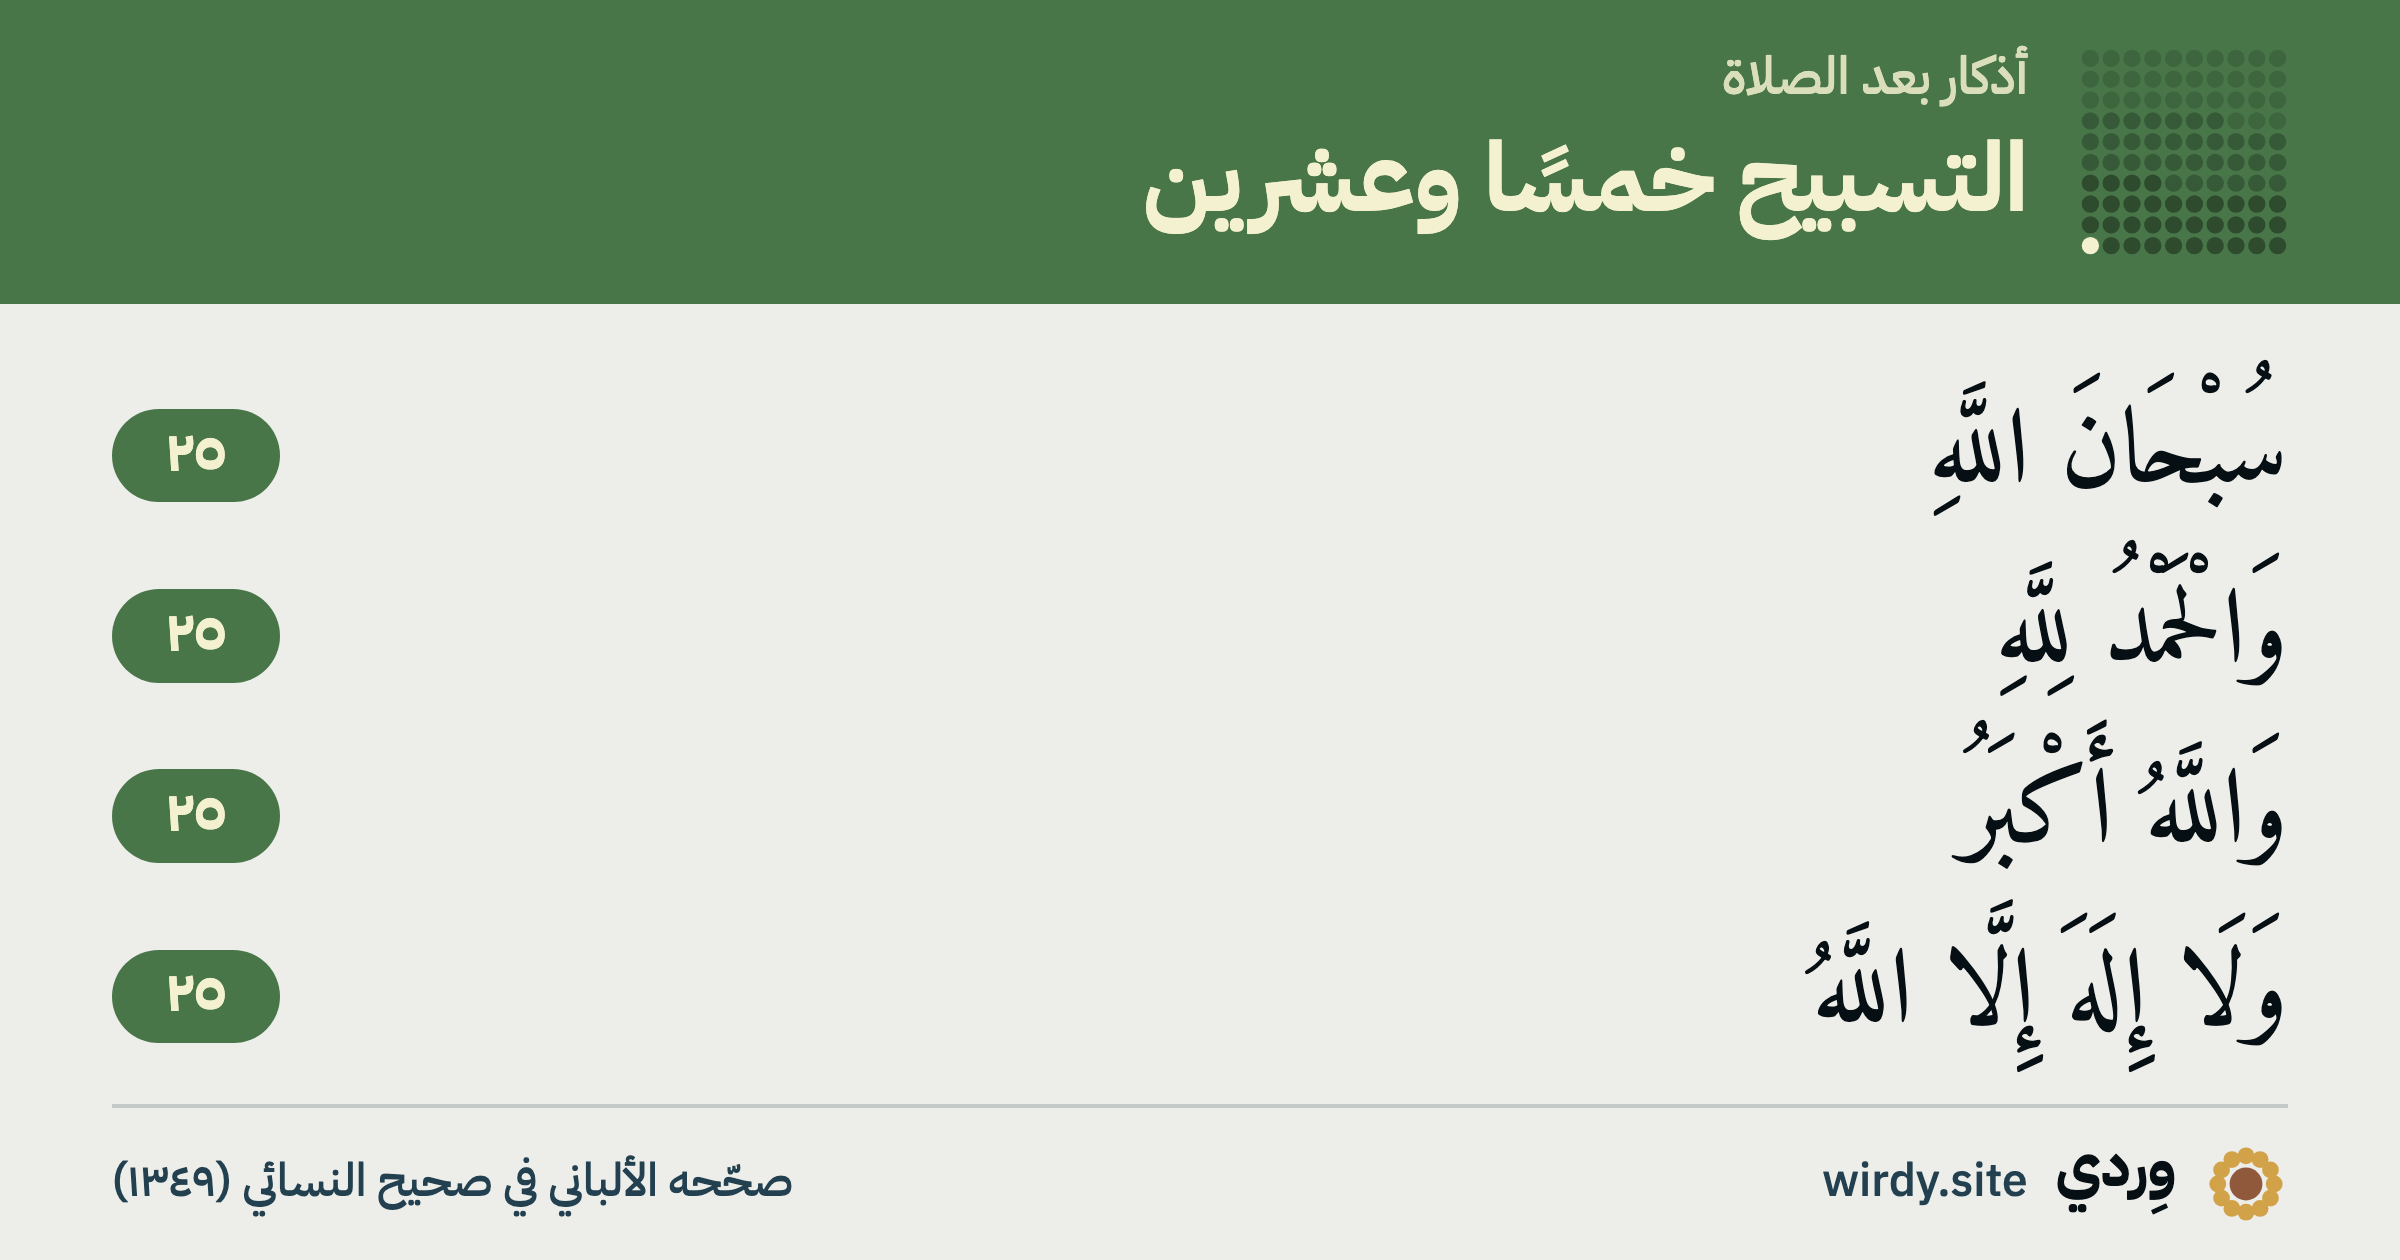 أذكار بعد الصلاة
التسبيح خمسًا وعشرين
سُبْحَانَ اللَّهِ ٢٥
وَالْحَمْدُ لِلَّهِ ٢٥
وَاللَّهُ أَكْبَرُ ٢٥
وَلَا إِلَهَ إِلَّا اللَّهُ ٢٥
وِردي wirdy.site
صحّحه الألباني في صحيح النسائي (١٣٤٩)